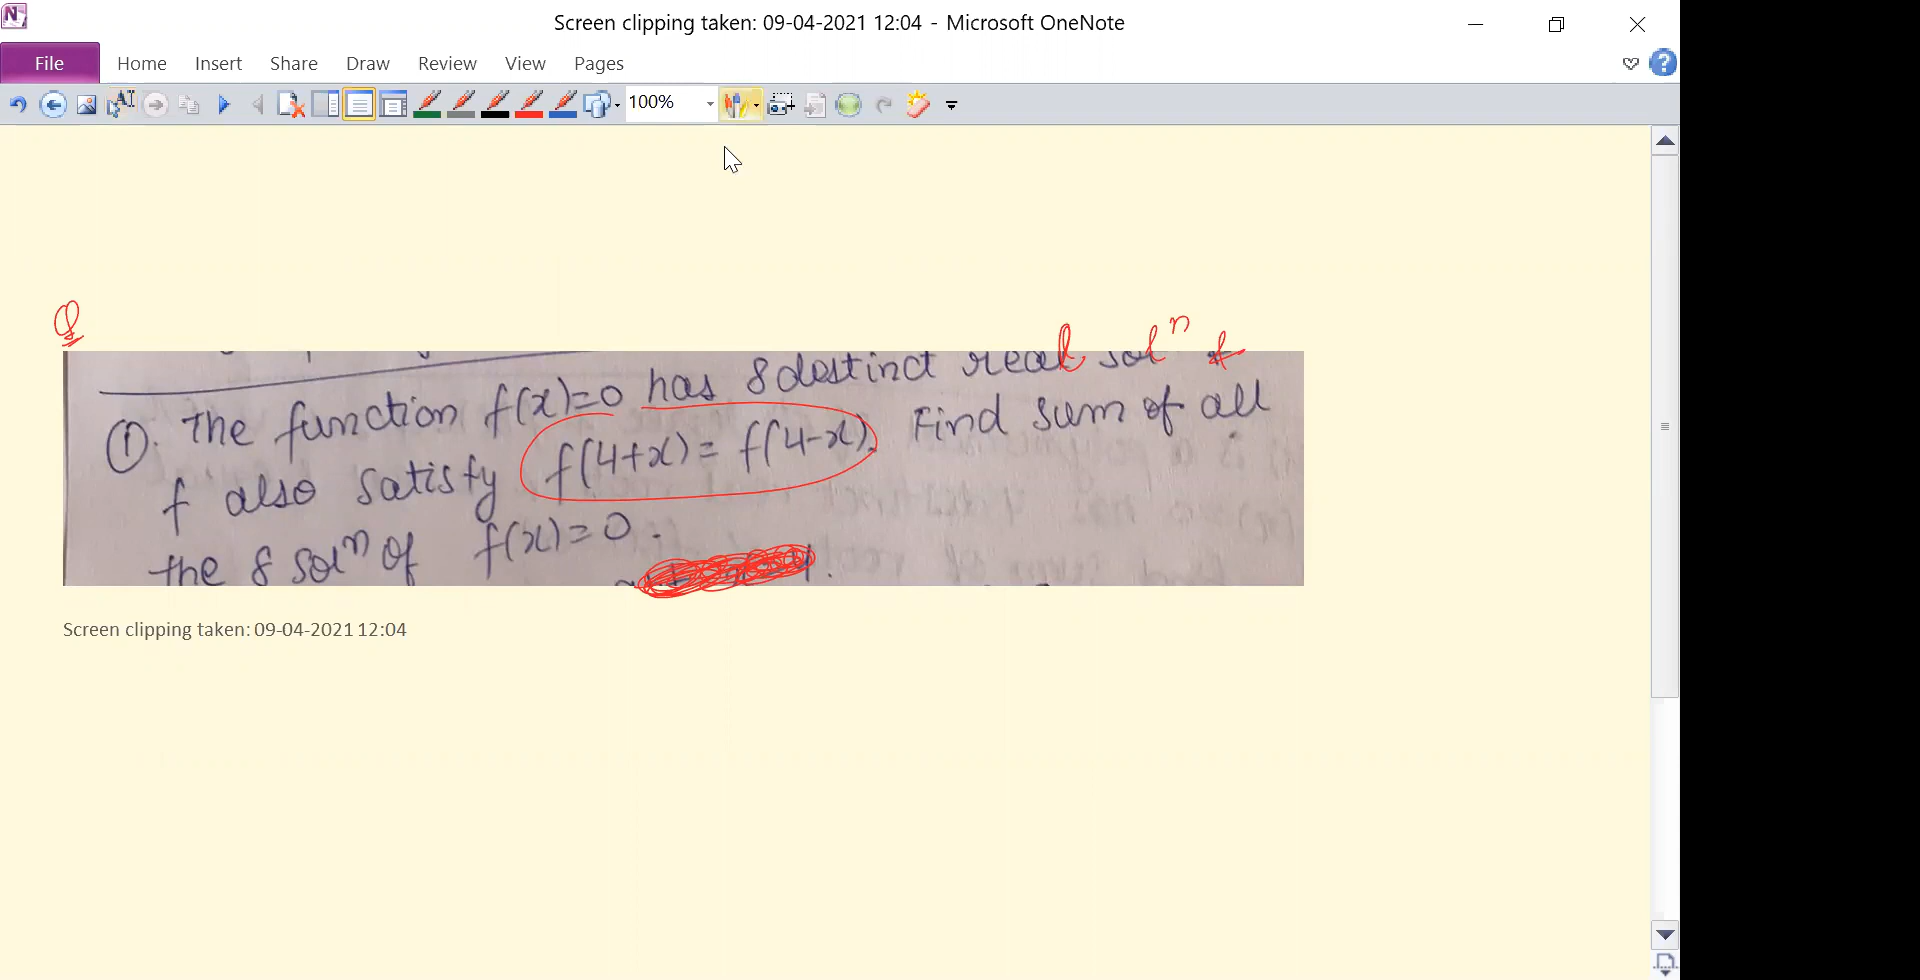 Screen clipping taken: 09-04-2021 12:04 - Microsoft OneNote
File Home Insert Share Draw Review View Pages
100%
Q
① . The function f(x)=0 has 8 destinct real solⁿ &
f also satisfy f(4+x) = f(4-x). Find sum of all
the 8 solⁿ of f(x)=0 .
Screen clipping taken: 09-04-2021 12:04